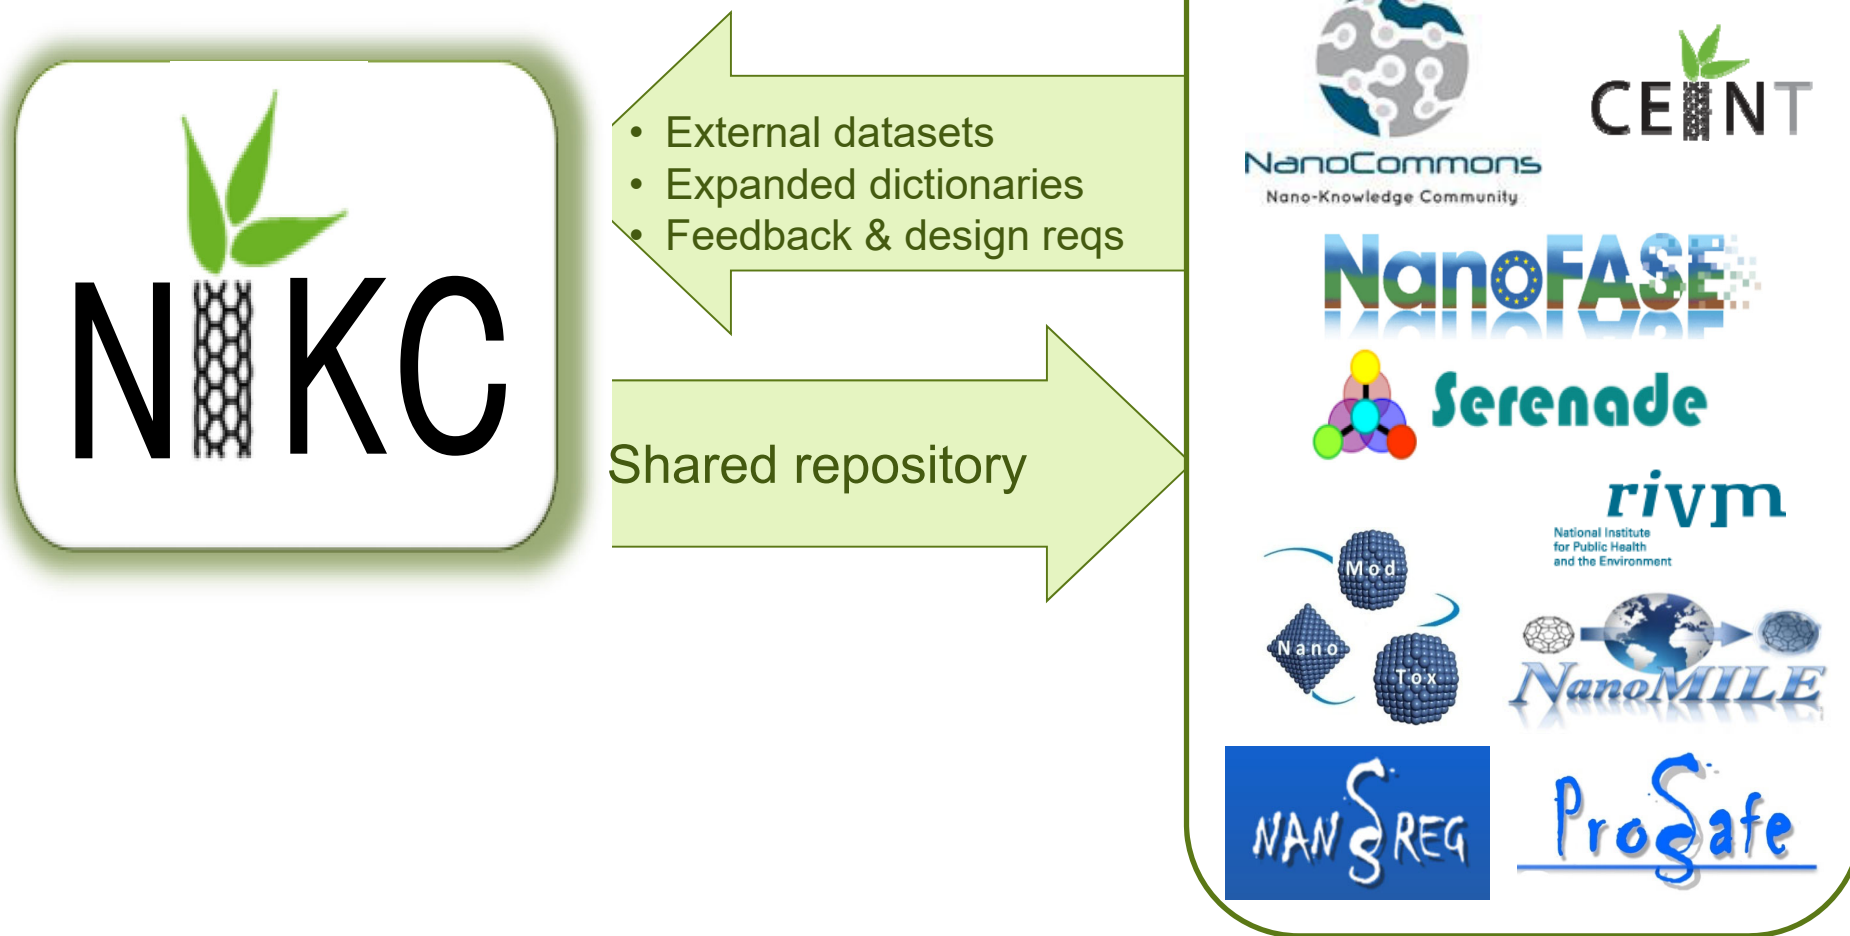 NIKC
• External datasets
• Expanded dictionaries
• Feedback & design reqs
Shared repository
NanoCommons
Nano-Knowledge Community
CEINT
NanoFASE
Serenade
rivm
National Institute
for Public Health
and the Environment
Mod
Nano
Tox
NanoMILE
NANoREG
ProSafe